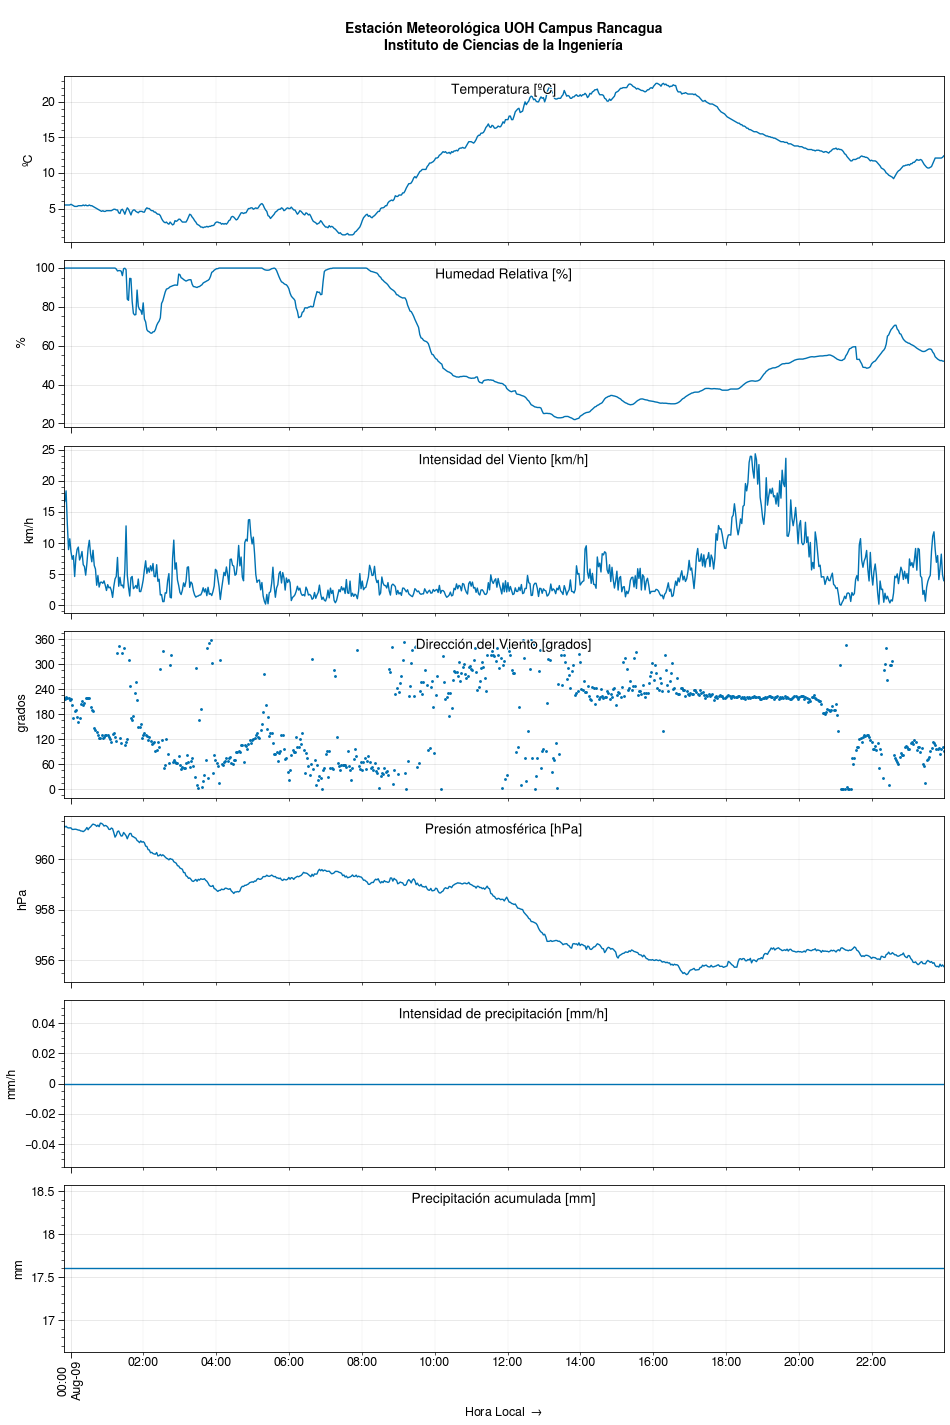 Estación Meteorológica UOH Campus Rancagua
Instituto de Ciencias de la Ingeniería
Temperatura [ºC]
ºC
20
15
10
5
Humedad Relativa [%]
%
100
80
60
40
20
Intensidad del Viento [km/h]
km/h
25
20
15
10
5
0
Dirección del Viento [grados]
grados
360
300
240
180
120
60
0
Presión atmosférica [hPa]
hPa
960
958
956
Intensidad de precipitación [mm/h]
mm/h
0.04
0.02
0
−0.02
−0.04
Precipitación acumulada [mm]
mm
18.5
18
17.5
17
00:00
Aug-09
02:00
04:00
06:00
08:00
10:00
12:00
14:00
16:00
18:00
20:00
22:00
Hora Local →